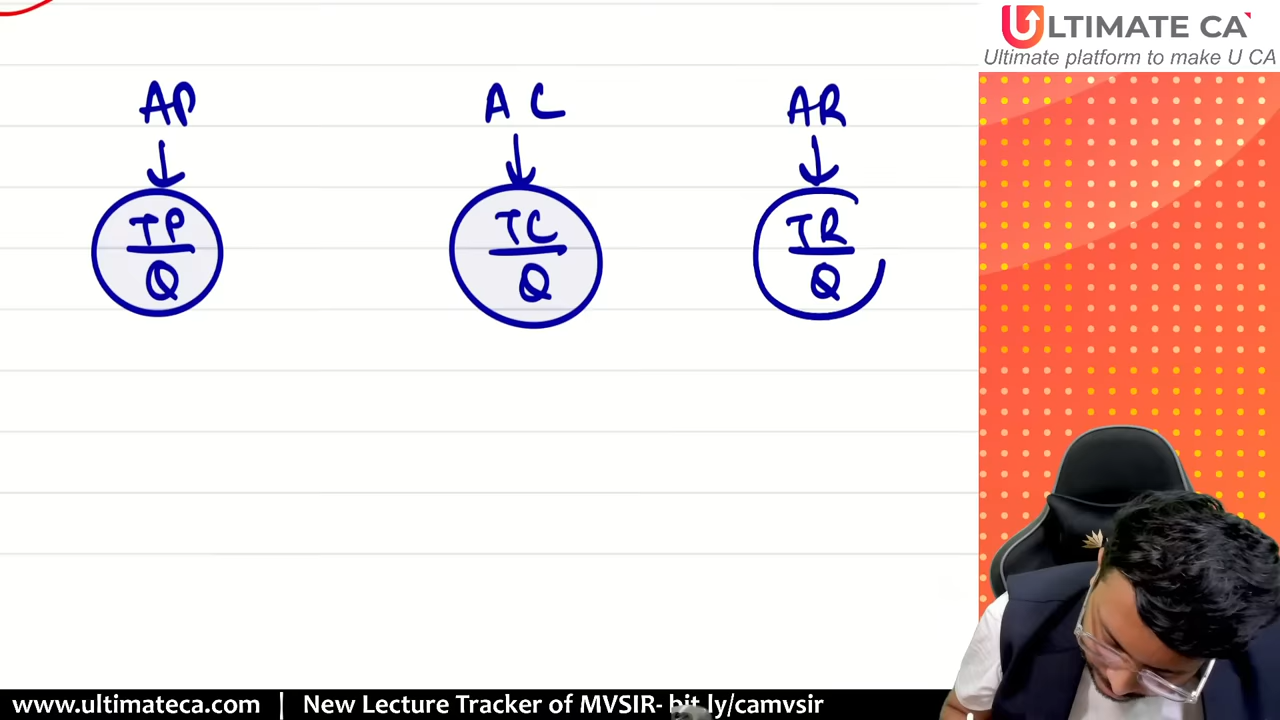 ULTIMATE CA
Ultimate platform to make U CA
AP
A C
AR
TP
Q
TC
Q
TR
Q
www.ultimateca.com | New Lecture Tracker of MVSIR- bit ly/camvsir